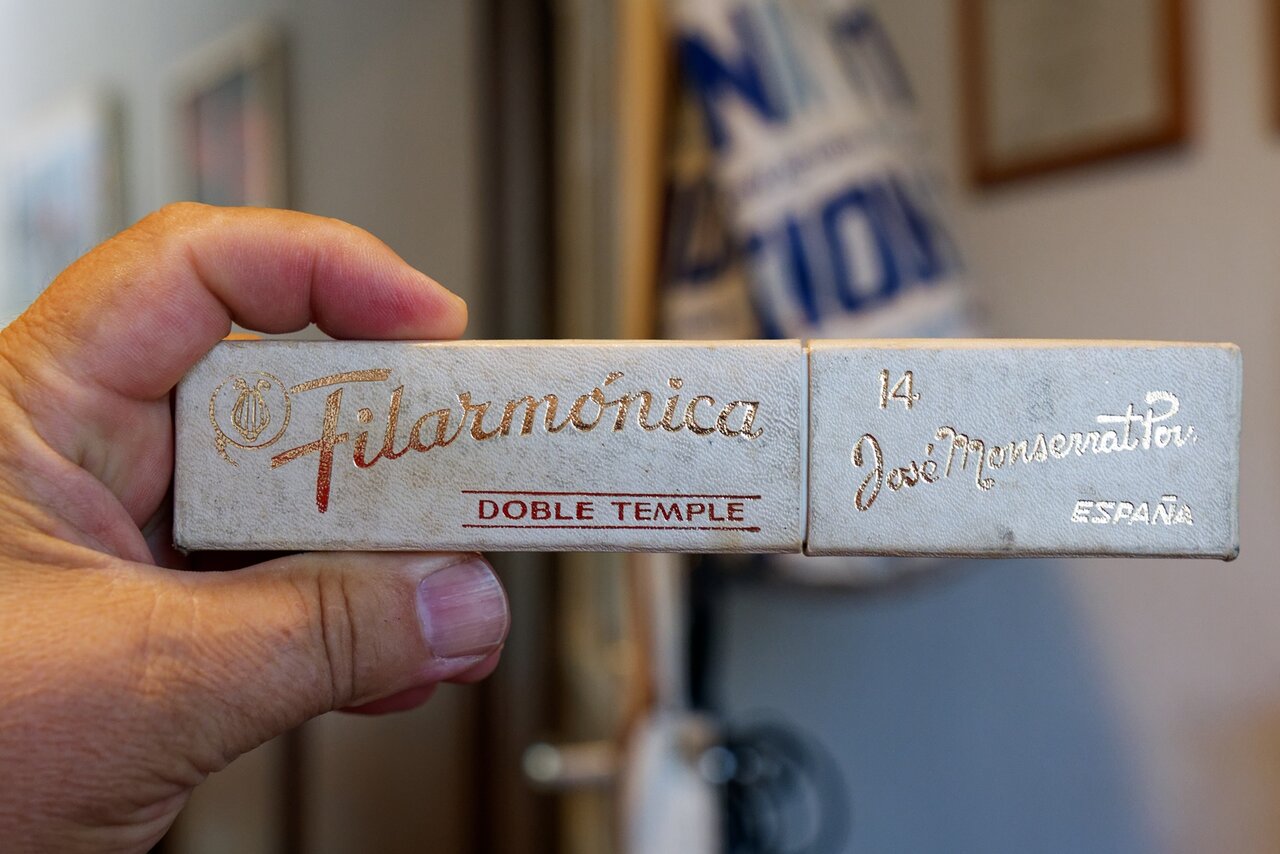 Filarmónica
DOBLE TEMPLE
14
José Monserrat Pou
ESPAÑA